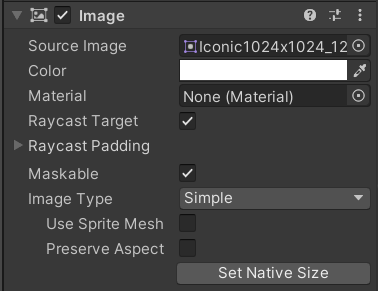 Image
Source Image Iconic1024x1024_12
Color
Material None (Material)
Raycast Target
Raycast Padding
Maskable
Image Type Simple
Use Sprite Mesh
Preserve Aspect
Set Native Size